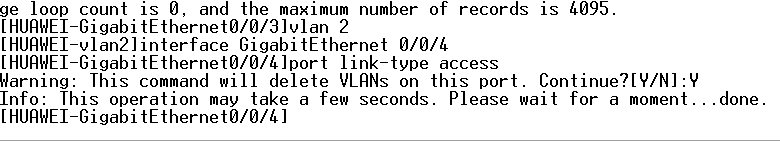 ge loop count is 0, and the maximum number of records is 4095.
[HUAWEI-GigabitEthernet0/0/3]vlan 2
[HUAWEI-vlan2]interface GigabitEthernet 0/0/4
[HUAWEI-GigabitEthernet0/0/4]port link-type access
Warning: This command will delete VLANs on this port. Continue?[Y/N]:Y
Info: This operation may take a few seconds. Please wait for a moment...done.
[HUAWEI-GigabitEthernet0/0/4]